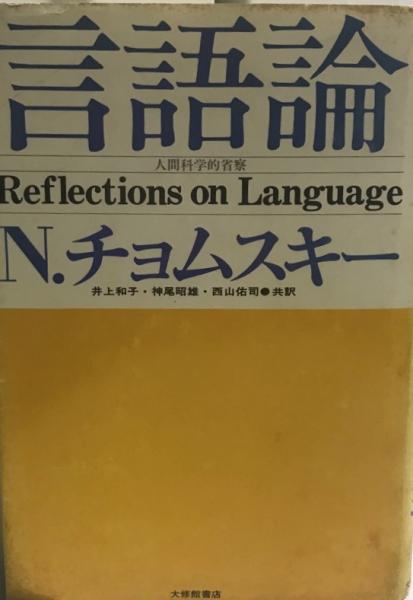 言語論
人間科学的省察
Reflections on Language
N.チョムスキー
井上和子・神尾昭雄・西山佑司●共訳
大修館書店